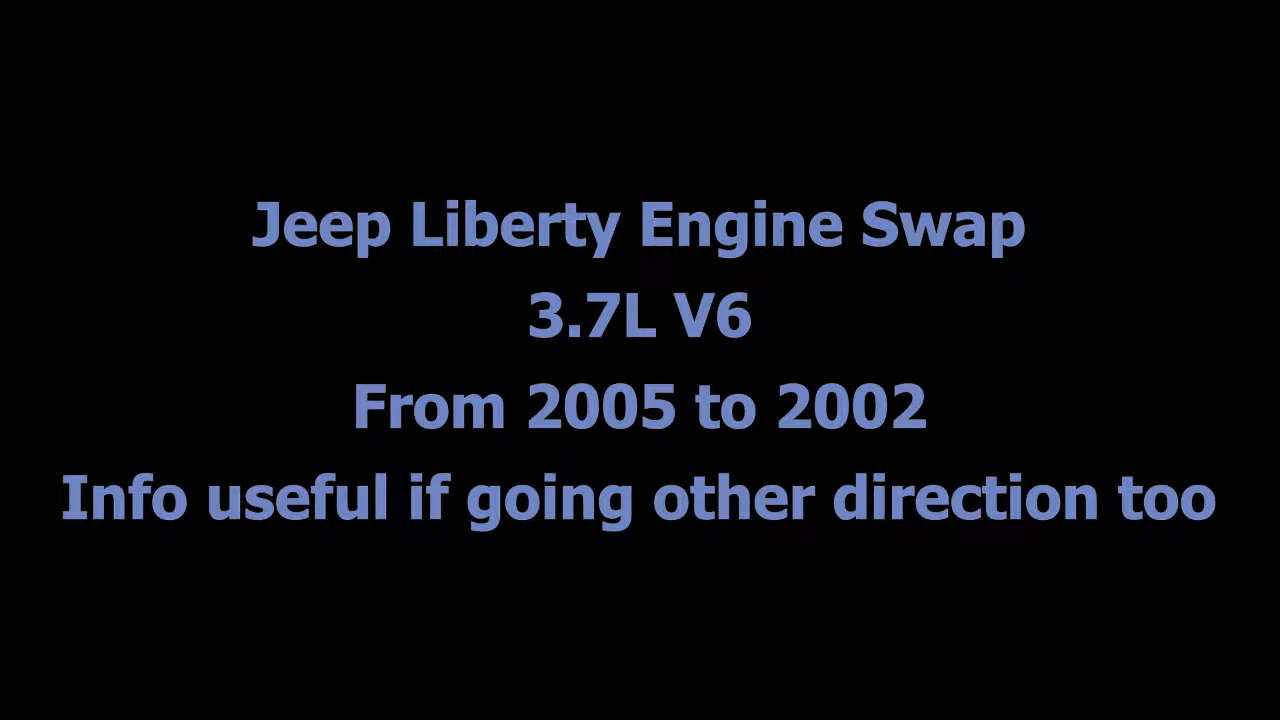 Jeep Liberty Engine Swap
3.7L V6
From 2005 to 2002
Info useful if going other direction too